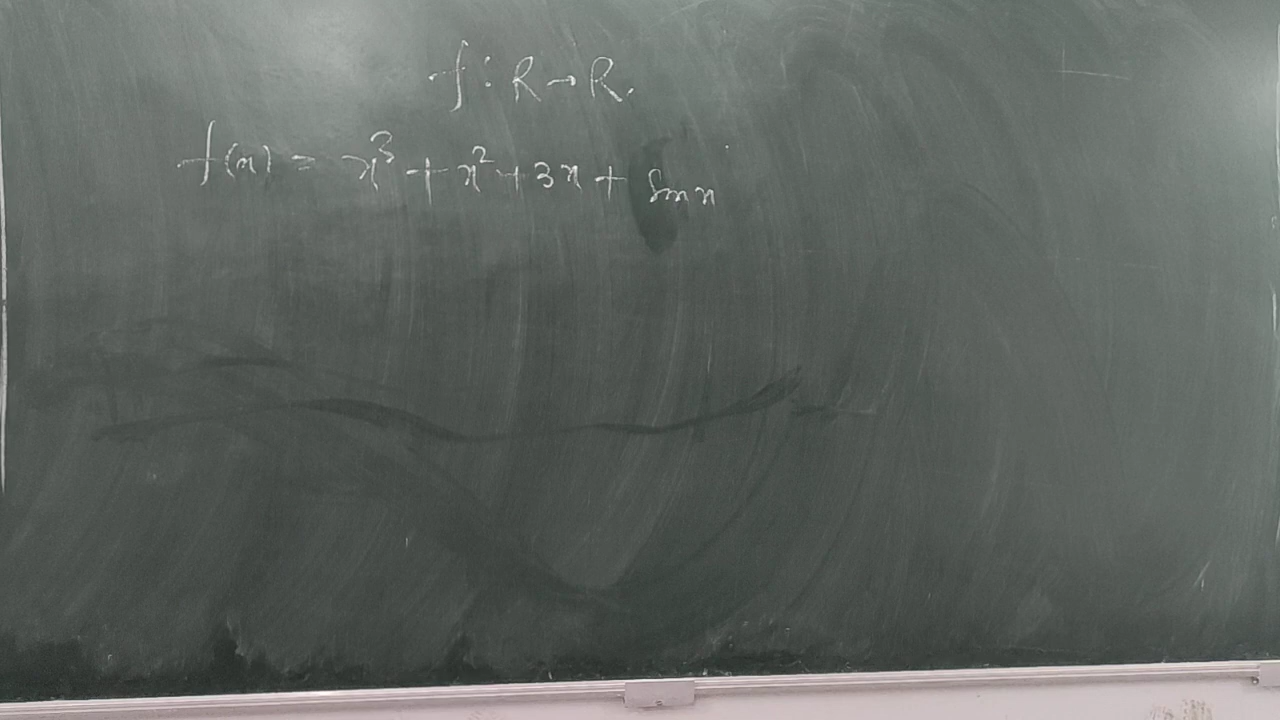 f : R → R.
f(x) = x³ + x² + 3x + Sin x